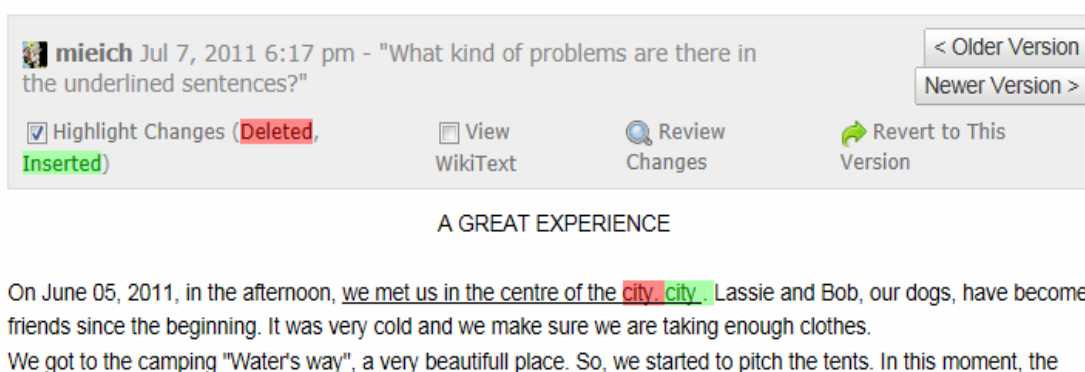 mieich Jul 7, 2011 6:17 pm - "What kind of problems are there in
the underlined sentences?"
< Older Version
Newer Version >
Highlight Changes (Deleted,
Inserted)
View
WikiText
Review
Changes
Revert to This
Version
A GREAT EXPERIENCE
On June 05, 2011, in the afternoon, we met us in the centre of the city. city . Lassie and Bob, our dogs, have become
friends since the beginning. It was very cold and we make sure we are taking enough clothes.
We got to the camping "Water's way", a very beautifull place. So, we started to pitch the tents. In this moment, the